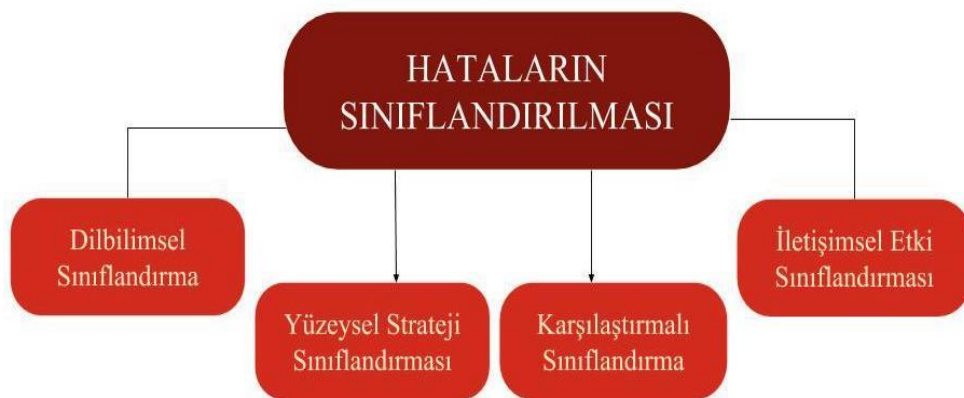 HATALARIN
SINIFLANDIRILMASI
Dilbilimsel
Sınıflandırma
Yüzeysel Strateji
Sınıflandırması
Karşılaştırmalı
Sınıflandırma
İletişimsel Etki
Sınıflandırması